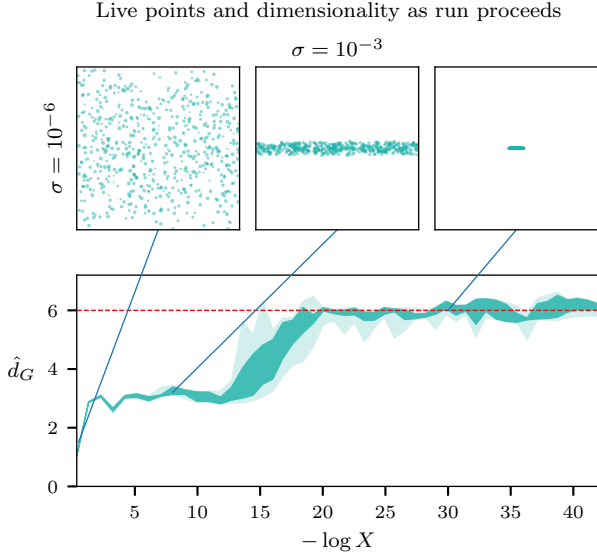 Live points and dimensionality as run proceeds
σ = 10⁻³
σ = 10⁻⁶
6
4
2
0
d̂_G
5 10 15 20 25 30 35 40
− log X